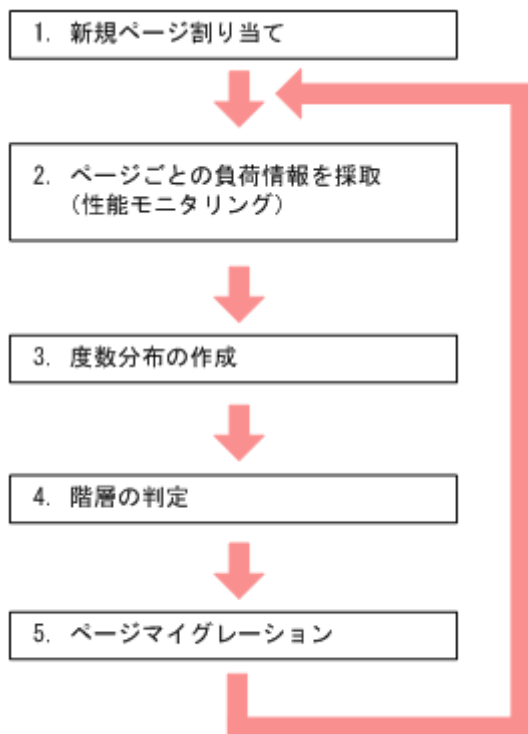 1. 新規ページ割り当て
2. ページごとの負荷情報を採取
(性能モニタリング)
3. 度数分布の作成
4. 階層の判定
5. ページマイグレーション